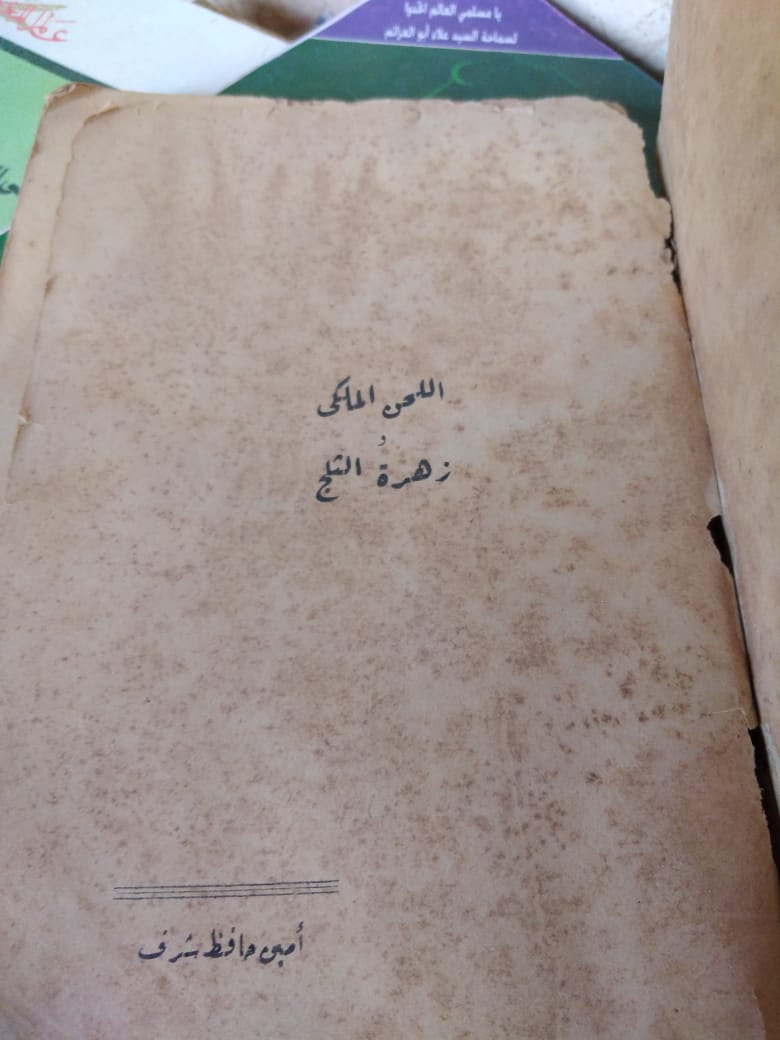 يا مسلمي العالم اتحدوا
لسماحة السيد علاء أبو العزائم
اللحن الملكى
و
زهرة الثلج
أمين حافظ شرف